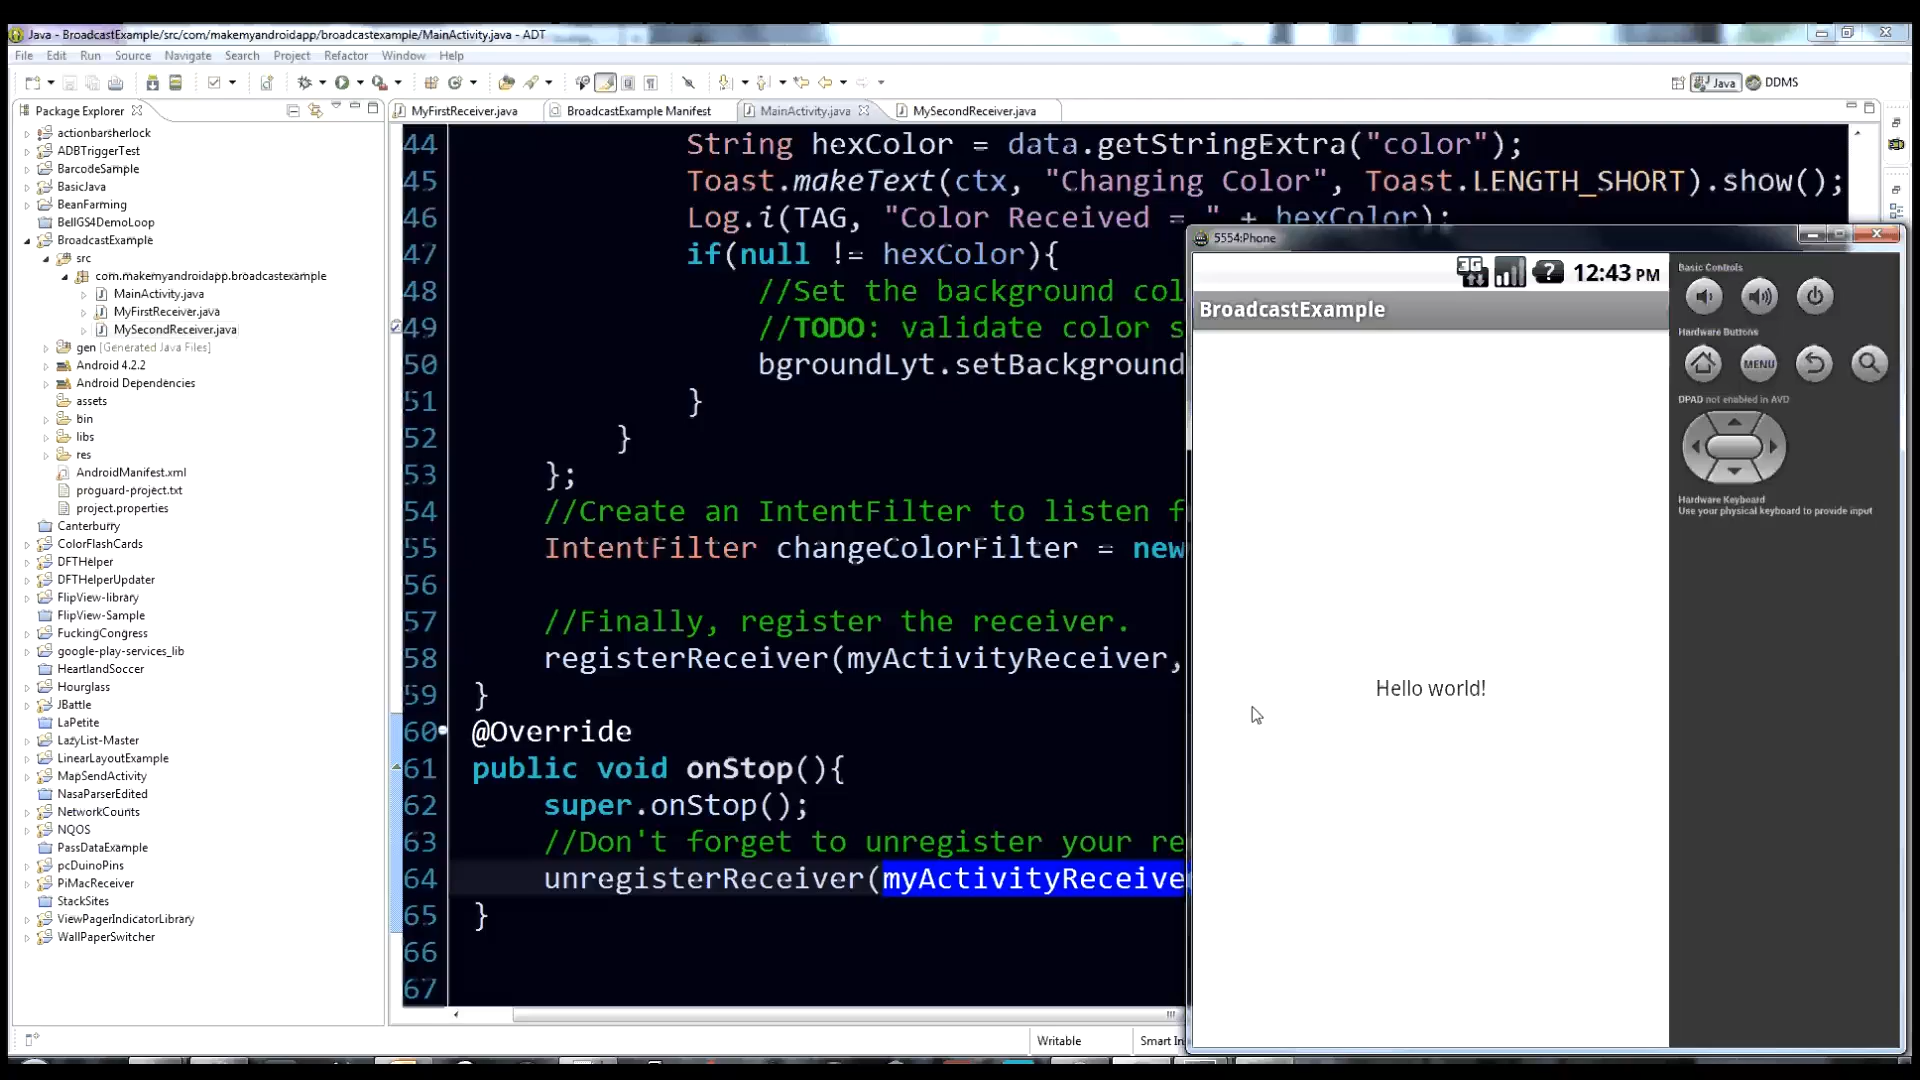 Java - BroadcastExample/src/com/makemyandroidapp/broadcastexample/MainActivity.java - ADT
File Edit Run Source Navigate Search Project Refactor Window Help
Java DDMS
Package Explorer
MyFirstReceiver.java BroadcastExample Manifest MainActivity.java MySecondReceiver.java
actionbarsherlock
ADBTriggerTest
BarcodeSample
BasicJava
BeanFarming
BellGS4DemoLoop
BroadcastExample
src
com.makemyandroidapp.broadcastexample
MainActivity.java
MyFirstReceiver.java
MySecondReceiver.java
gen [Generated Java Files]
Android 4.2.2
Android Dependencies
assets
bin
libs
res
AndroidManifest.xml
proguard-project.txt
project.properties
Canterburry
ColorFlashCards
DFTHelper
DFTHelperUpdater
FlipView-library
FlipView-Sample
FuckingCongress
google-play-services_lib
HeartlandSoccer
Hourglass
JBattle
LaPetite
LazyList-Master
LinearLayoutExample
MapSendActivity
NasaParserEdited
NetworkCounts
NQOS
PassDataExample
pcDuinoPins
PiMacReceiver
StackSites
ViewPagerIndicatorLibrary
WallPaperSwitcher
44 String hexColor = data.getStringExtra("color");
45 Toast.makeText(ctx, "Changing Color", Toast.LENGTH_SHORT).show();
46 Log.i(TAG, "Color Received = " + hexColor);
47 if(null != hexColor){
48 //Set the background col
49 //TODO: validate color s
50 bgroundLyt.setBackground
51 }
52 }
53 };
54 //Create an IntentFilter to listen f
55 IntentFilter changeColorFilter = new
56
57 //Finally, register the receiver.
58 registerReceiver(myActivityReceiver,
59 }
60 @Override
61 public void onStop(){
62 super.onStop();
63 //Don't forget to unregister your re
64 unregisterReceiver(myActivityReceive
65 }
66
67
Writable Smart In
5554:Phone
3G 12:43 PM
BroadcastExample
Hello world!
Basic Controls
Hardware Buttons
MENU
DPAD not enabled in AVD
Hardware Keyboard
Use your physical keyboard to provide input